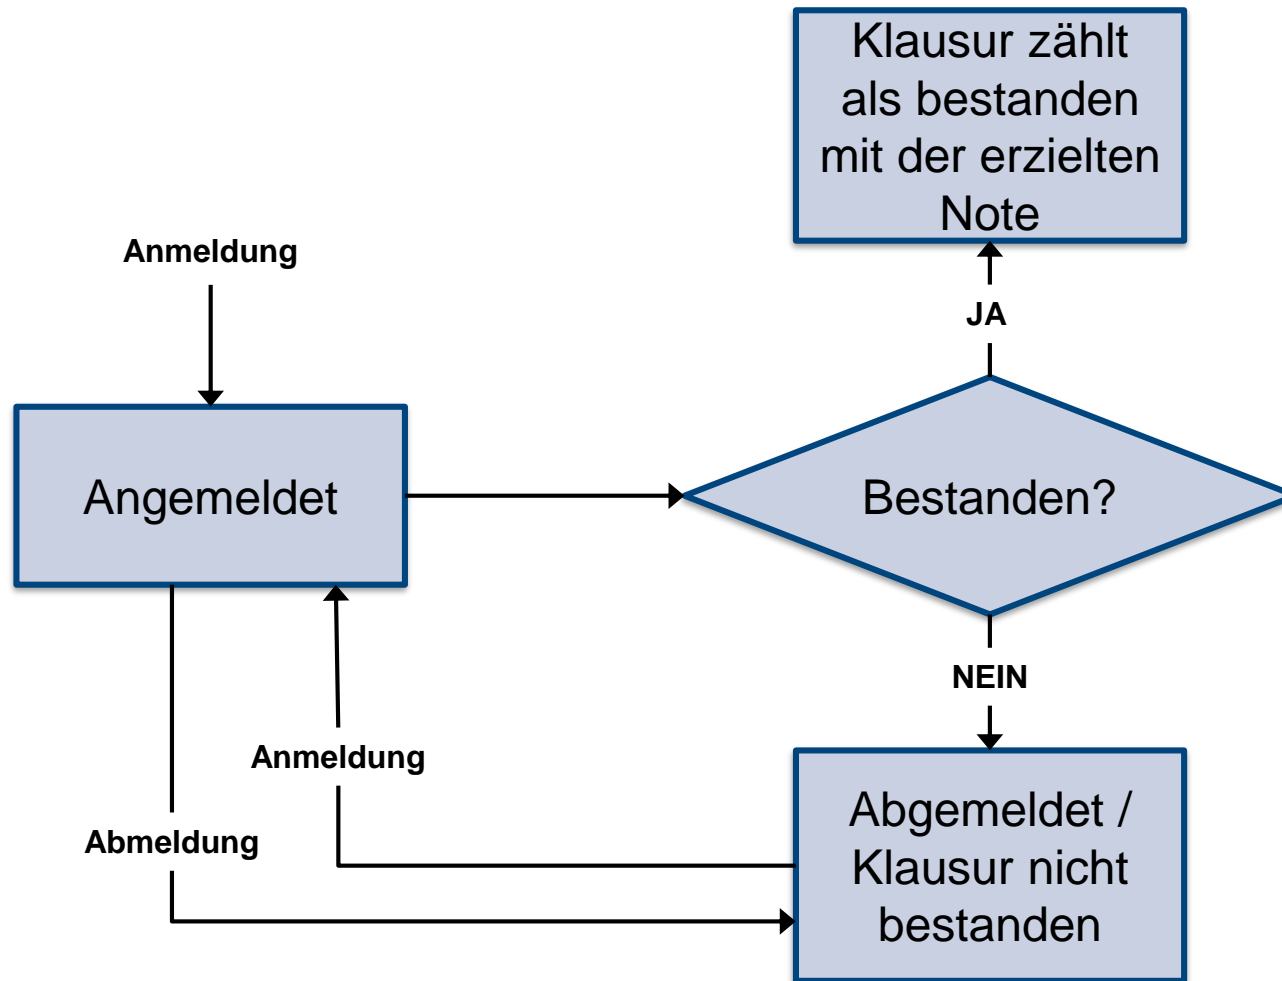 Klausur zählt
als bestanden
mit der erzielten
Note
Anmeldung
JA
Angemeldet
Bestanden?
NEIN
Anmeldung
Abmeldung
Abgemeldet /
Klausur nicht
bestanden